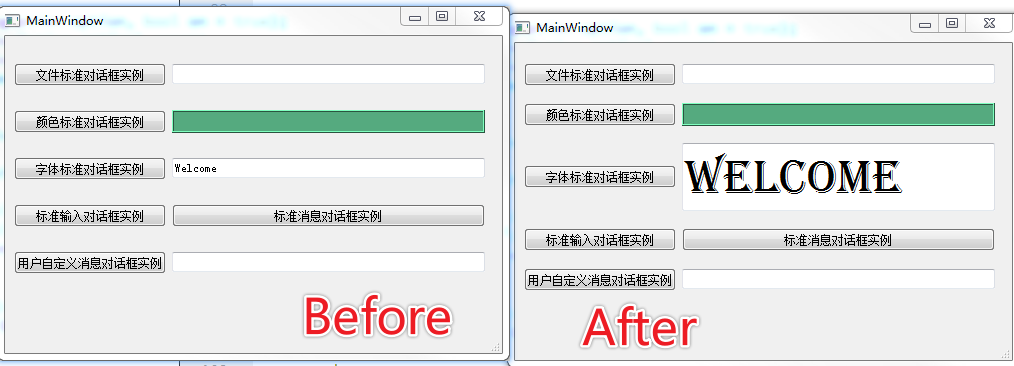 MainWindow
文件标准对话框实例
颜色标准对话框实例
字体标准对话框实例
Welcome
标准输入对话框实例
标准消息对话框实例
用户自定义消息对话框实例
Before
MainWindow
文件标准对话框实例
颜色标准对话框实例
字体标准对话框实例
WELCOME
标准输入对话框实例
标准消息对话框实例
用户自定义消息对话框实例
After